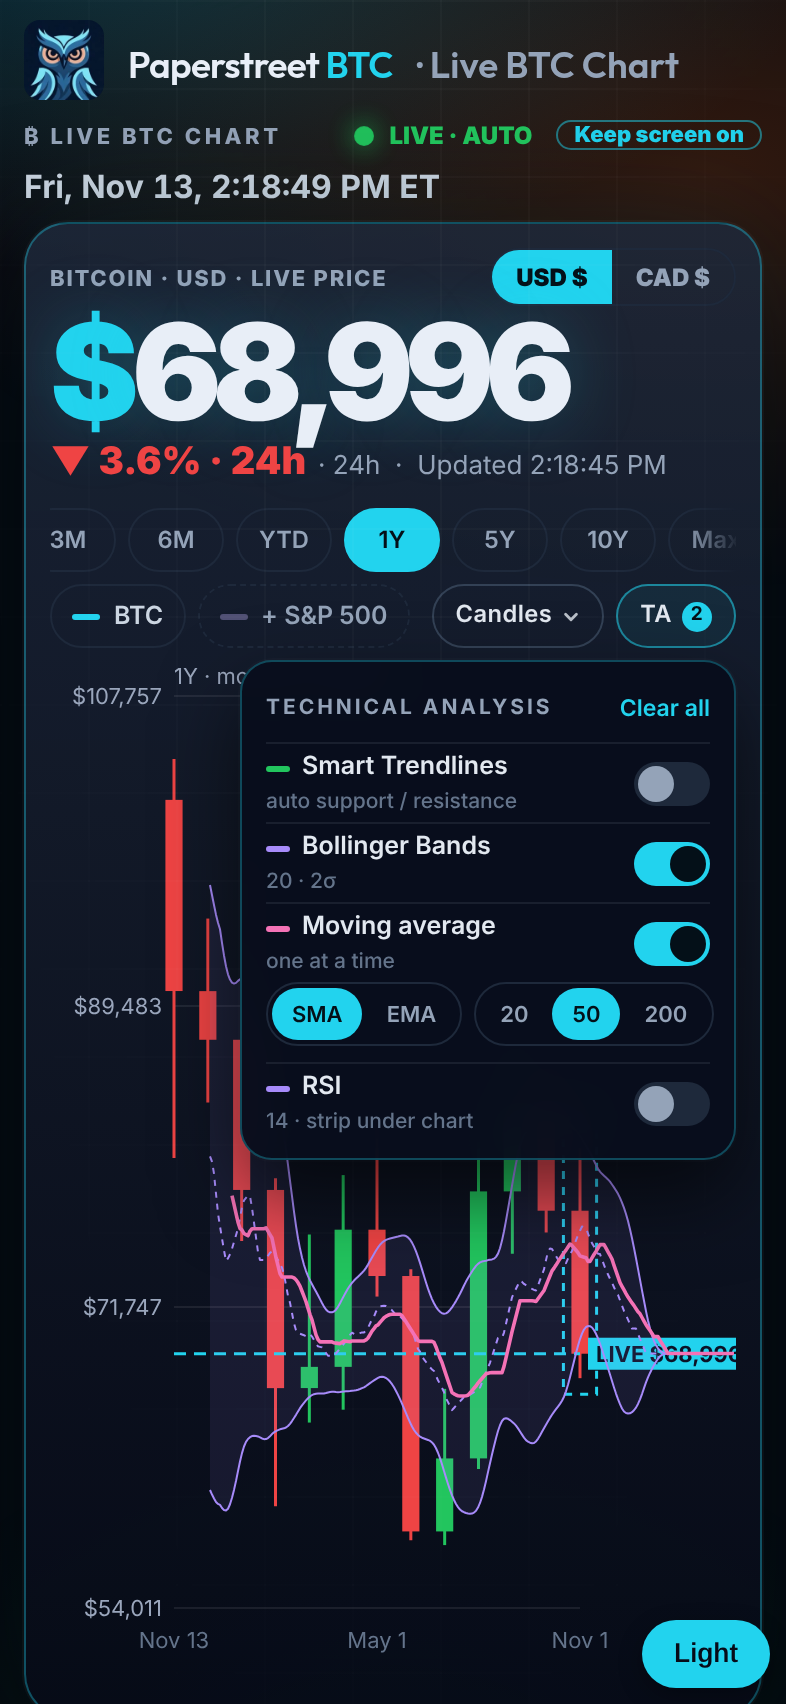 Paperstreet BTC · Live BTC Chart
₿ LIVE BTC CHART
LIVE · AUTO
Keep screen on
Fri, Nov 13, 2:18:49 PM ET
BITCOIN · USD · LIVE PRICE
USD $
CAD $
$68,996
▼ 3.6% · 24h · 24h · Updated 2:18:45 PM
3M
6M
YTD
1Y
5Y
10Y
Max
BTC
+ S&P 500
Candles
TA 2
1Y ·
TECHNICAL ANALYSIS
Clear all
Smart Trendlines
auto support / resistance
Bollinger Bands
20 · 2σ
Moving average
one at a time
SMA
EMA
20
50
200
RSI
14 · strip under chart
$107,757
$89,483
$71,747
LIVE $68,996
$54,011
Nov 13
May 1
Nov 1
Light